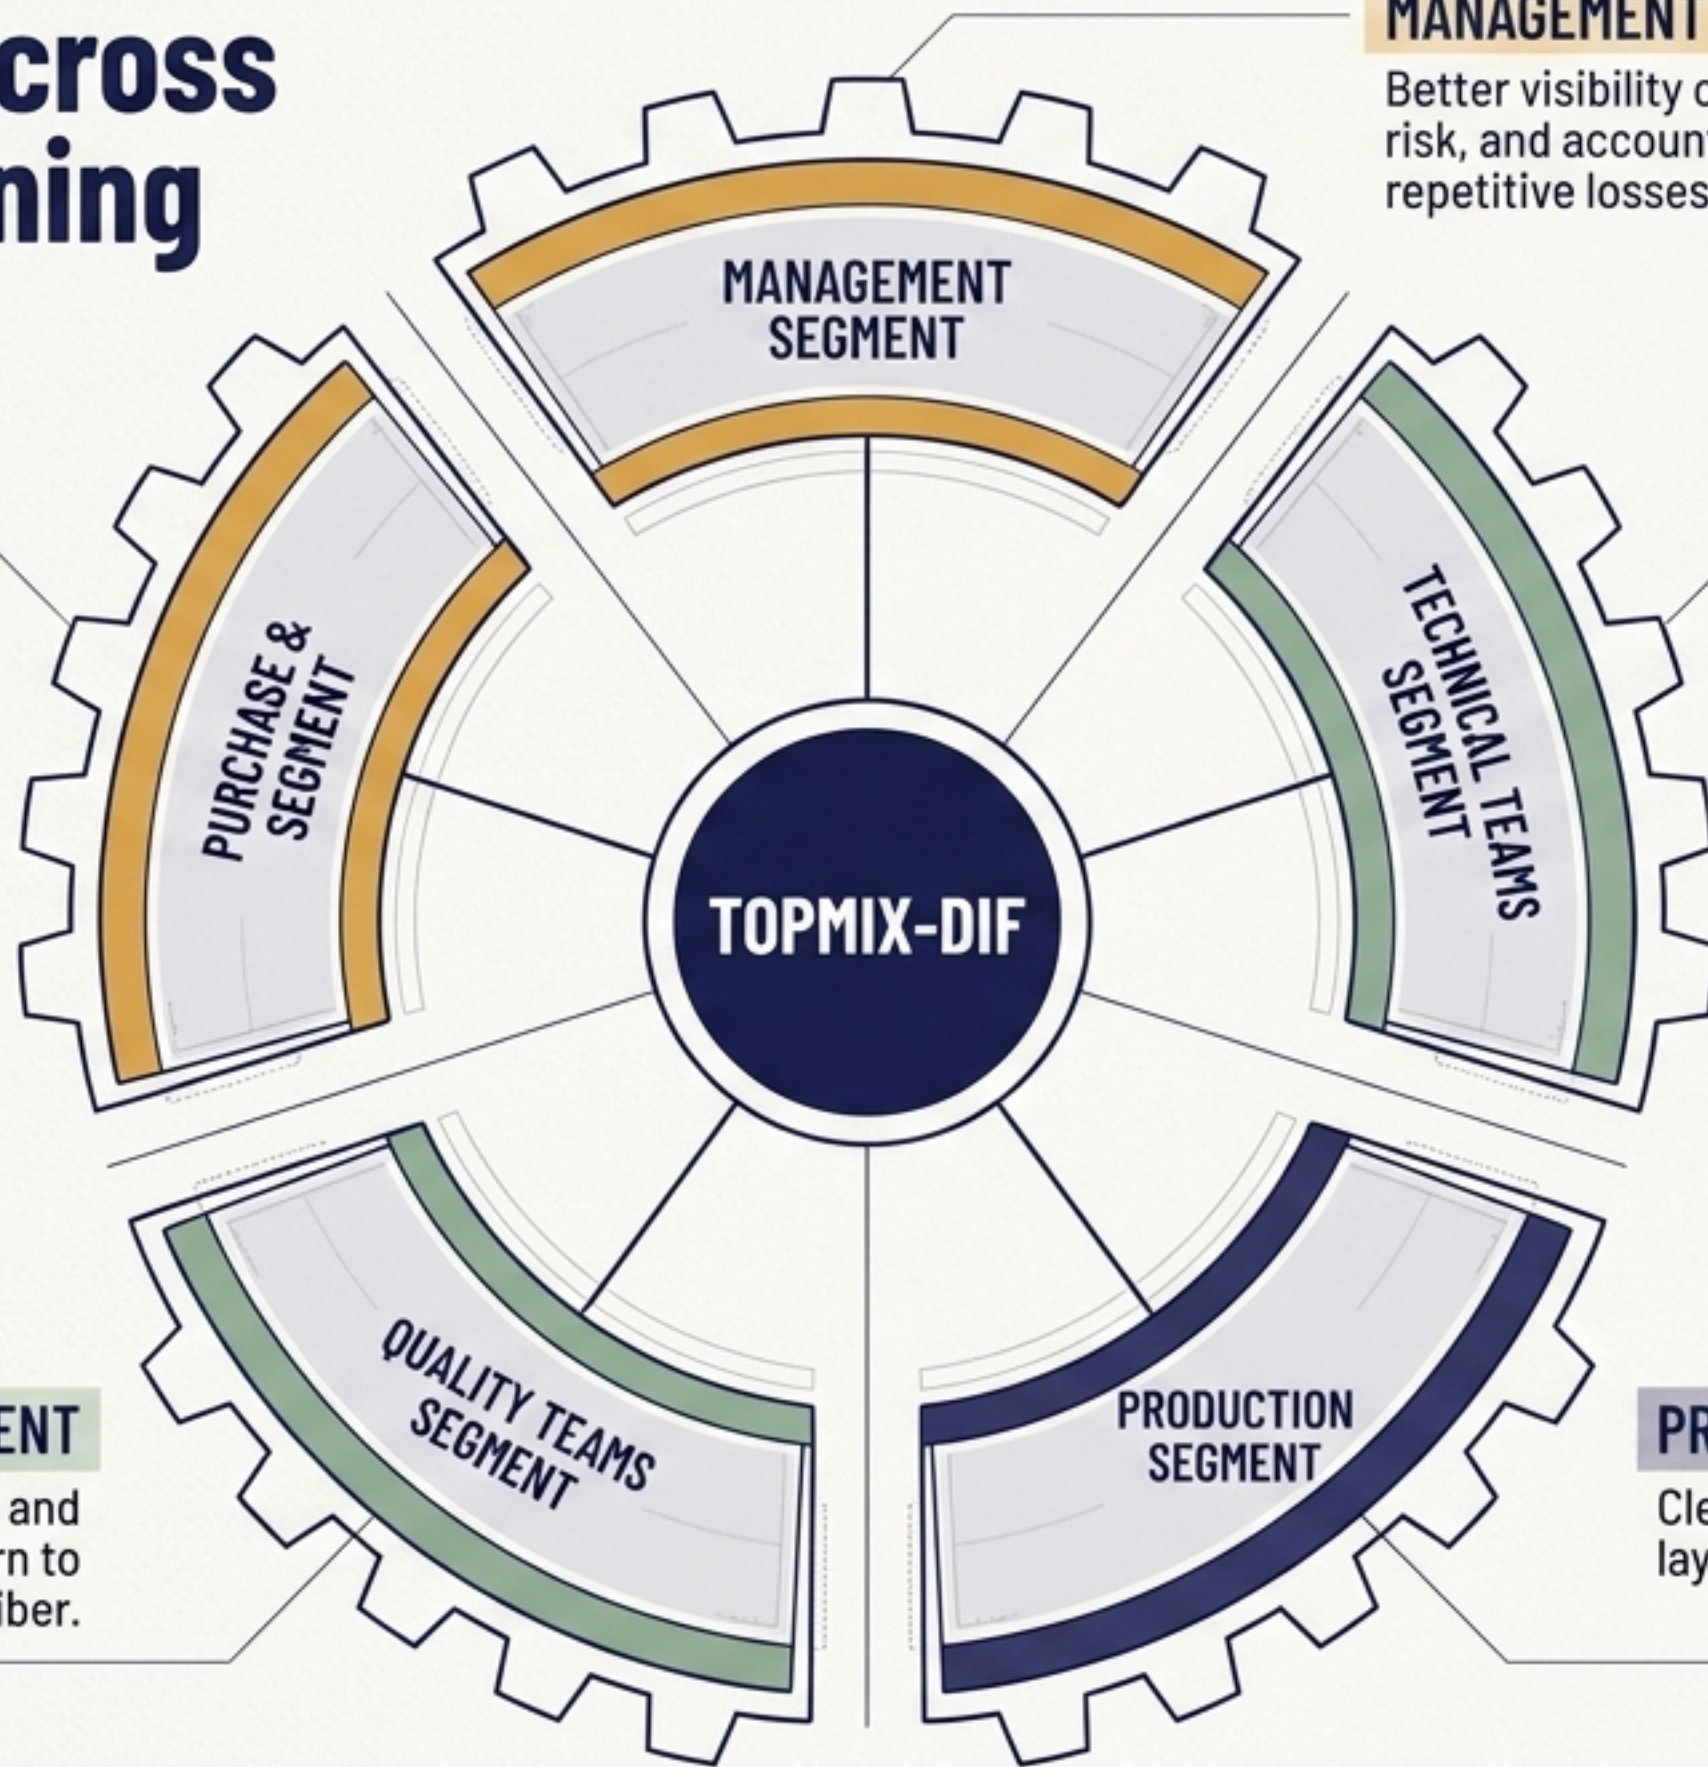 cross
ning
MANAGEMENT
Better visibility
risk, and
repetitive losses
MANAGEMENT
SEGMENT
PURCHASE &
SEGMENT
TECHNICAL TEAMS
SEGMENT
TOPMIX-DIF
QUALITY TEAMS
SEGMENT
PRODUCTION
SEGMENT
ENT
and
rn to
iber.
PR
Cle
lay